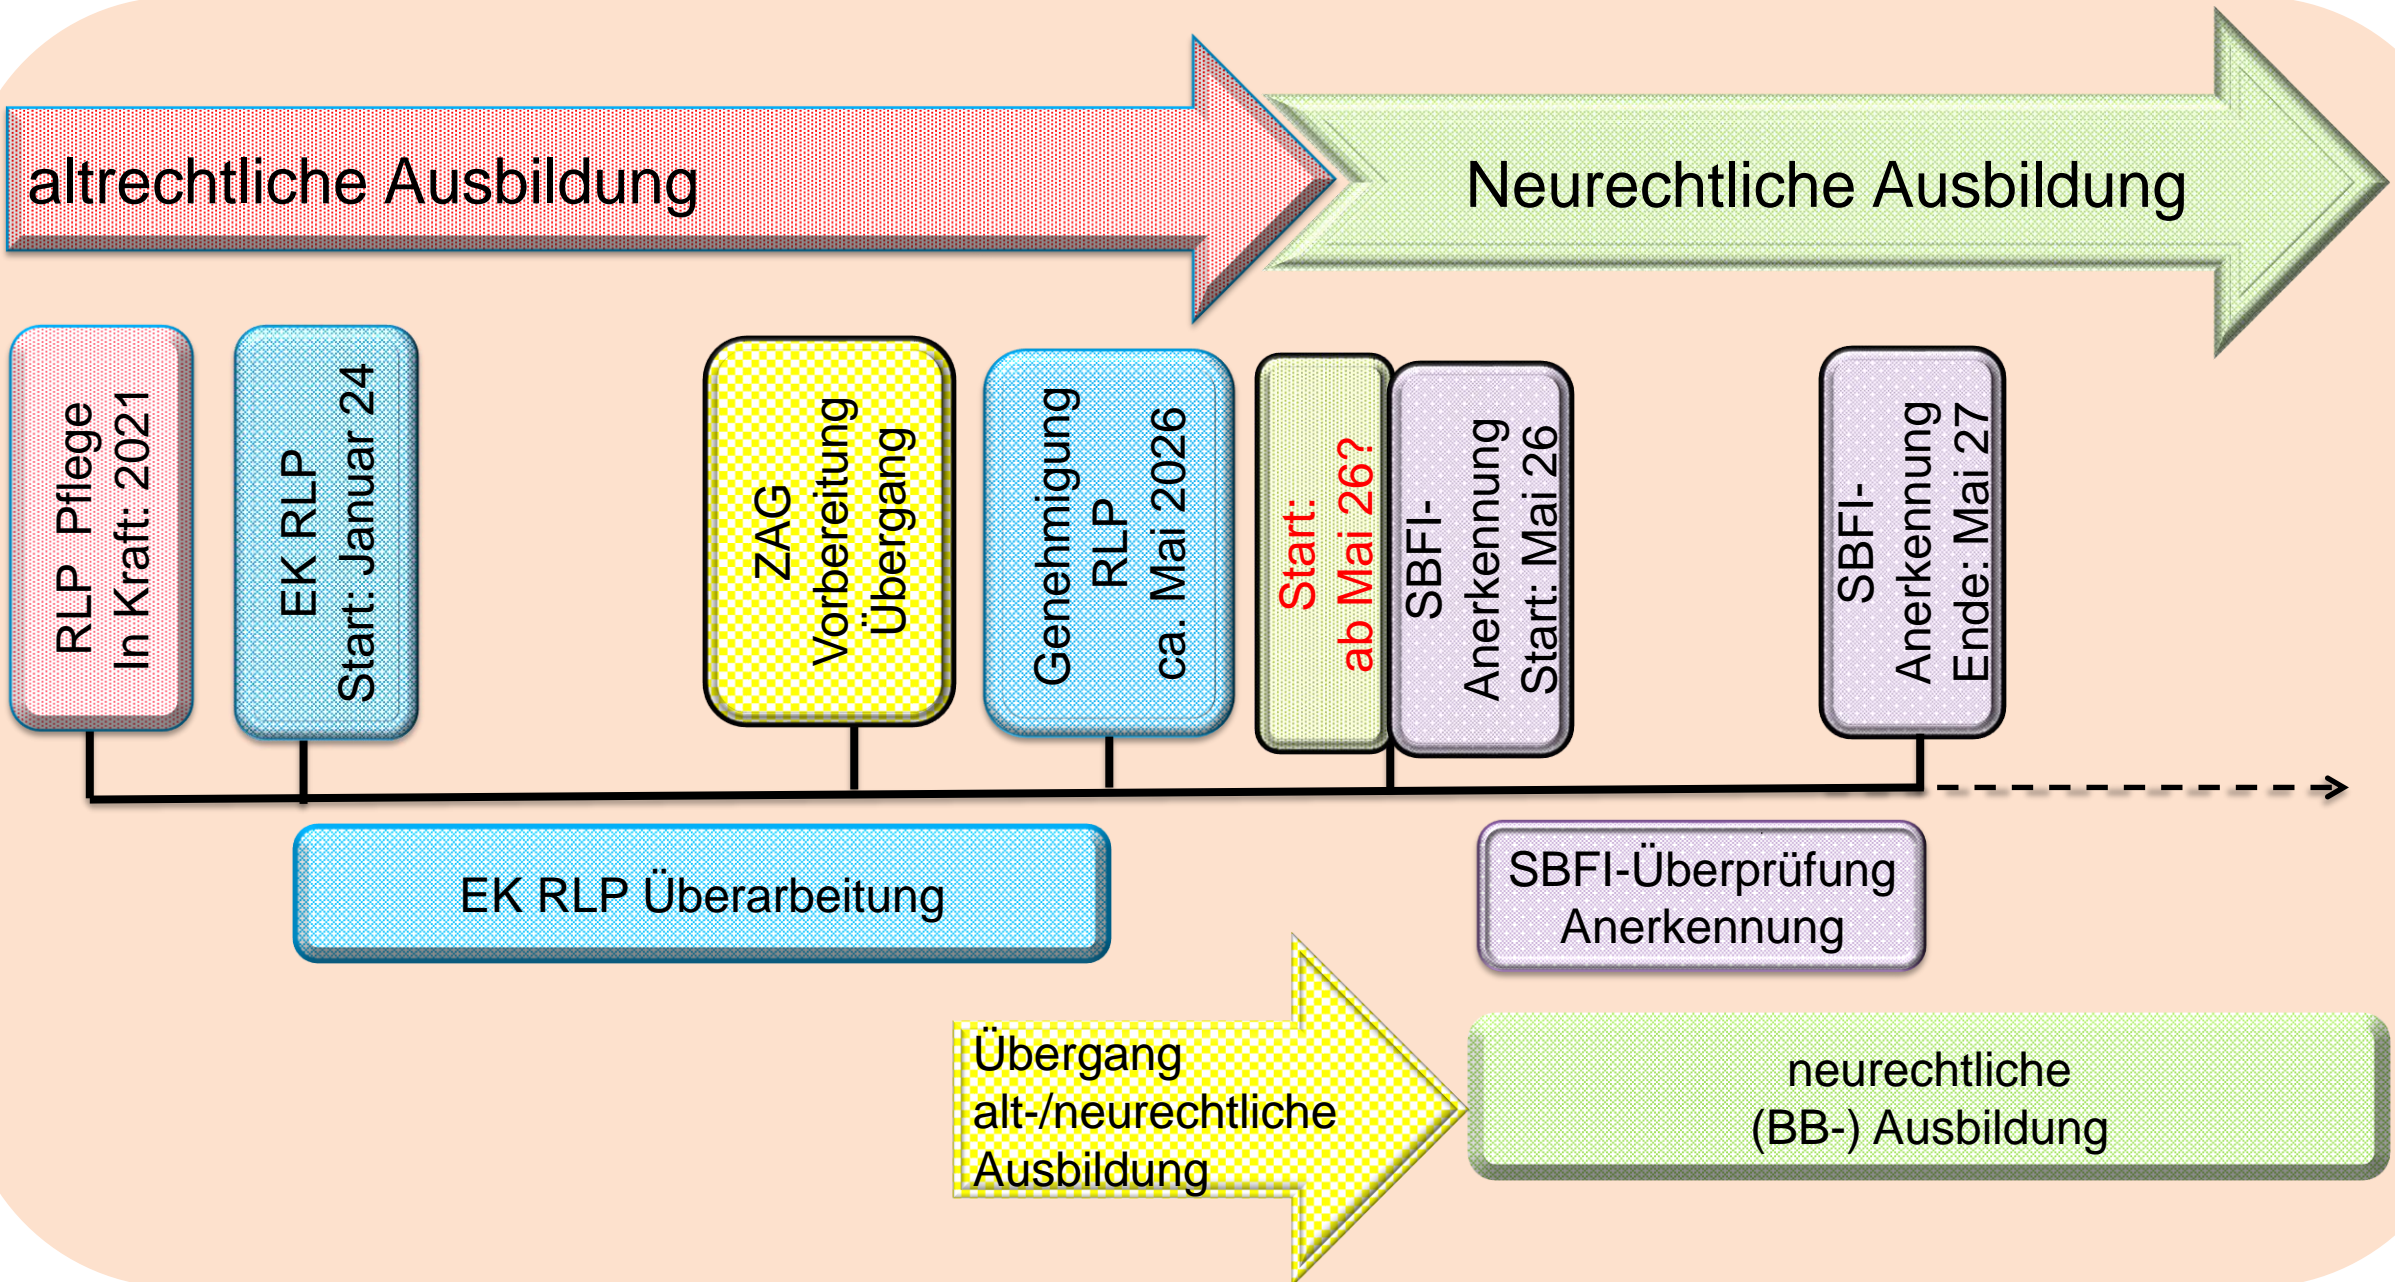 altrechtliche Ausbildung
Neurechtliche Ausbildung
RLP Pflege
In Kraft: 2021
EK RLP
Start: Januar 24
ZAG
Vorbereitung
Übergang
Genehmigung
RLP
ca. Mai 2026
Start:
ab Mai 26?
SBFI-
Anerkennung
Start: Mai 26
SBFI-
Anerkennung
Ende: Mai 27
EK RLP Überarbeitung
SBFI-Überprüfung
Anerkennung
Übergang
alt-/neurechtliche
Ausbildung
neurechtliche
(BB-) Ausbildung